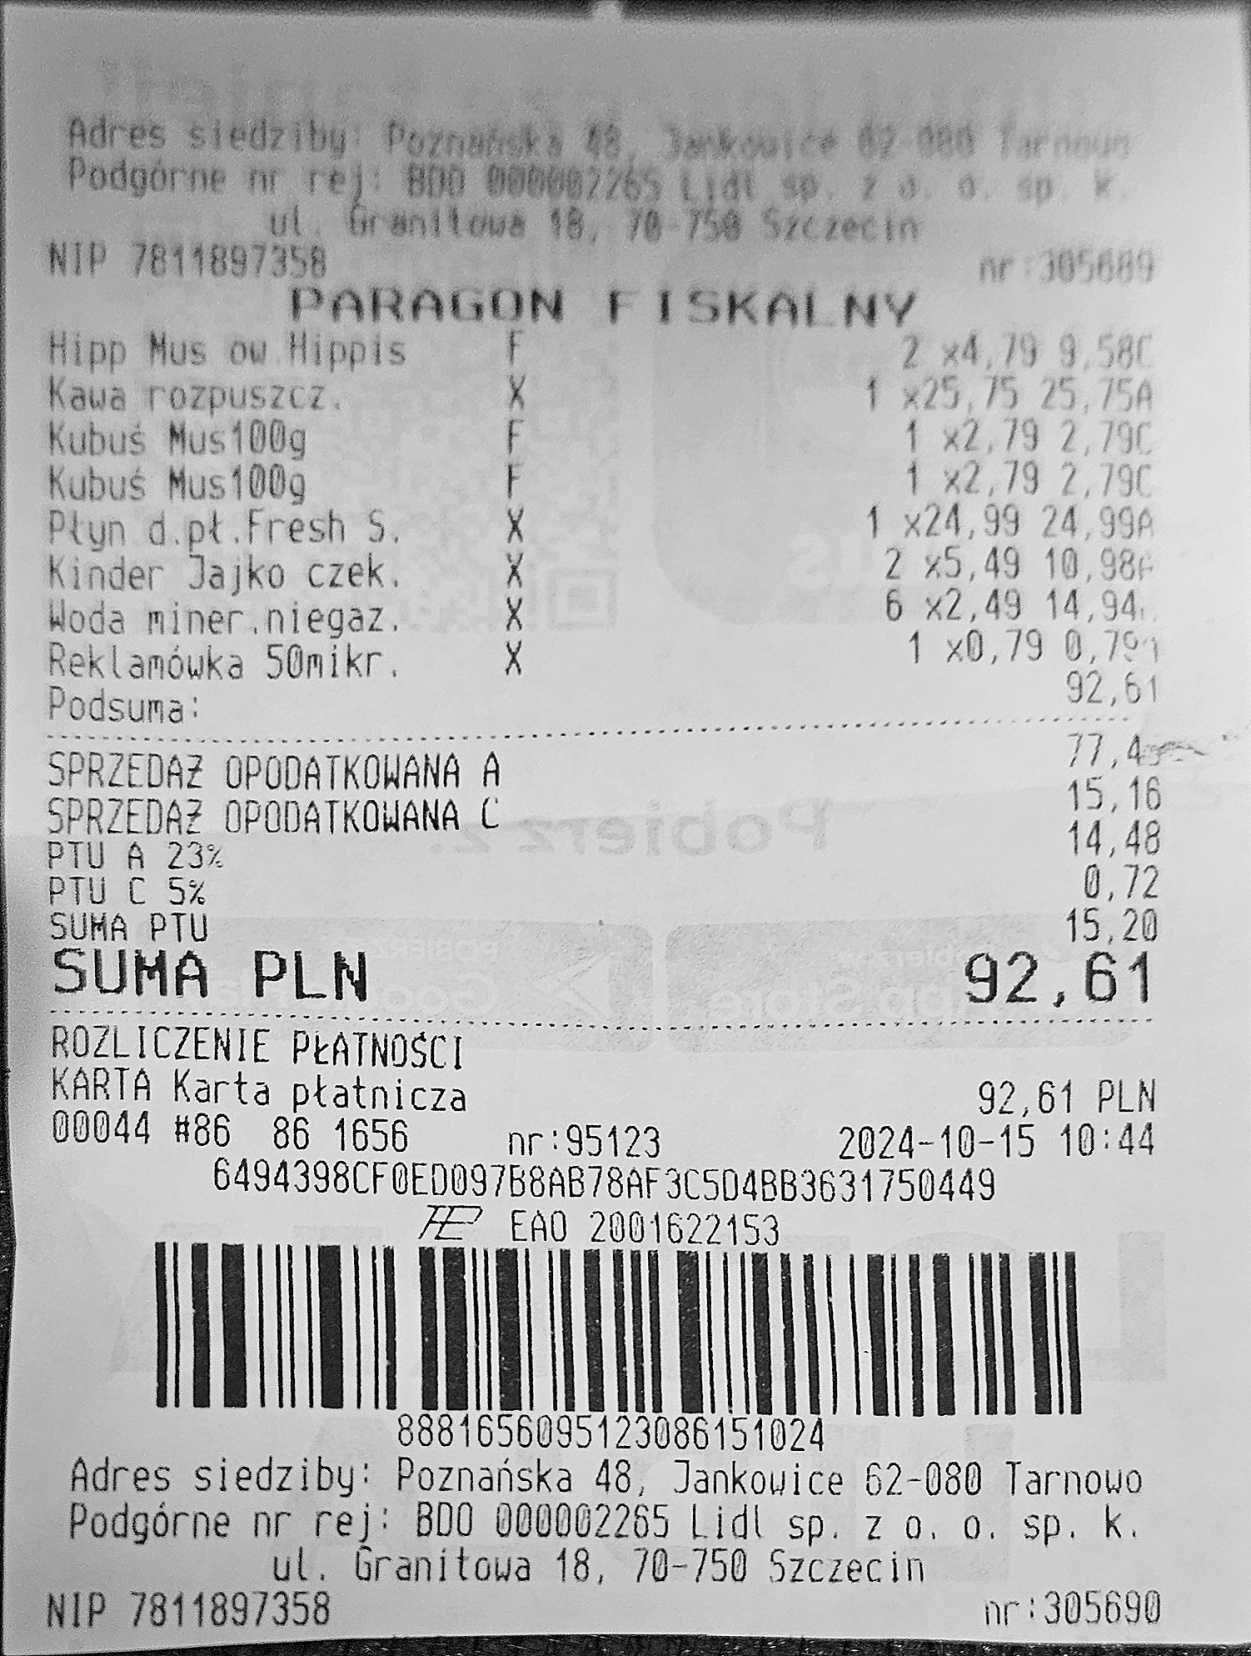 Adres siedziby: Poznańska 48, Jankowice 62-080 Tarnowo
Podgórne nr rej: BDO 000002265 Lidl sp. z o. o. sp. k.
ul. Granitowa 18, 70-750 Szczecin
NIP 7811897358 nr:305689
PARAGON FISKALNY
Hipp Mus ow.Hippis F 2 x4,79 9,58C
Kawa rozpuszcz. X 1 x25,75 25,75A
Kubuś Mus100g F 1 x2,79 2,79C
Kubuś Mus100g F 1 x2,79 2,79C
Płyn d.pł.Fresh S. X 1 x24,99 24,99A
Kinder Jajko czek. X 2 x5,49 10,98A
Woda miner.niegaz. X 6 x2,49 14,94
Reklamówka 50mikr. X 1 x0,79 0,79
Podsuma: 92,61
SPRZEDAŻ OPODATKOWANA A
SPRZEDAŻ OPODATKOWANA C 15,16
PTU A 23% 14,48
PTU C 5% 0,72
SUMA PTU 15,20
SUMA PLN 92,61
ROZLICZENIE PŁATNOŚCI
KARTA Karta płatnicza 92,61 PLN
00044 #86 86 1656 nr:95123 2024-10-15 10:44
6494398CF0ED097B8AB78AF3C5D4BB3631750449
EAO 2001622153
8881656095123086151024
Adres siedziby: Poznańska 48, Jankowice 62-080 Tarnowo
Podgórne nr rej: BDO 000002265 Lidl sp. z o. o. sp. k.
ul. Granitowa 18, 70-750 Szczecin
NIP 7811897358 nr:305690